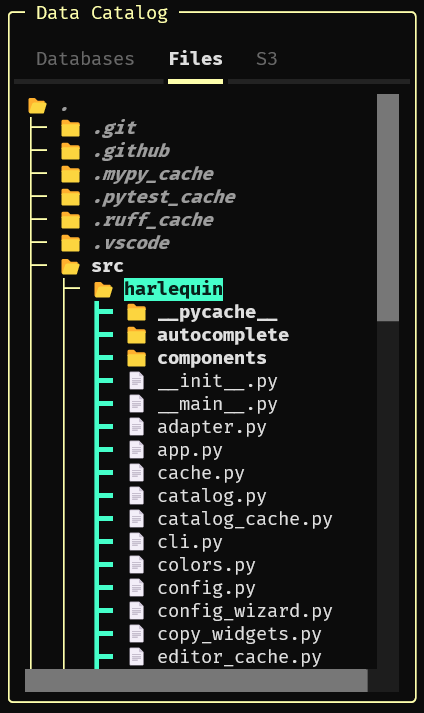 Data Catalog
Databases Files S3
.
.git
.github
.mypy_cache
.pytest_cache
.ruff_cache
.vscode
src
harlequin
__pycache__
autocomplete
components
__init__.py
__main__.py
adapter.py
app.py
cache.py
catalog.py
catalog_cache.py
cli.py
colors.py
config.py
config_wizard.py
copy_widgets.py
editor_cache.py